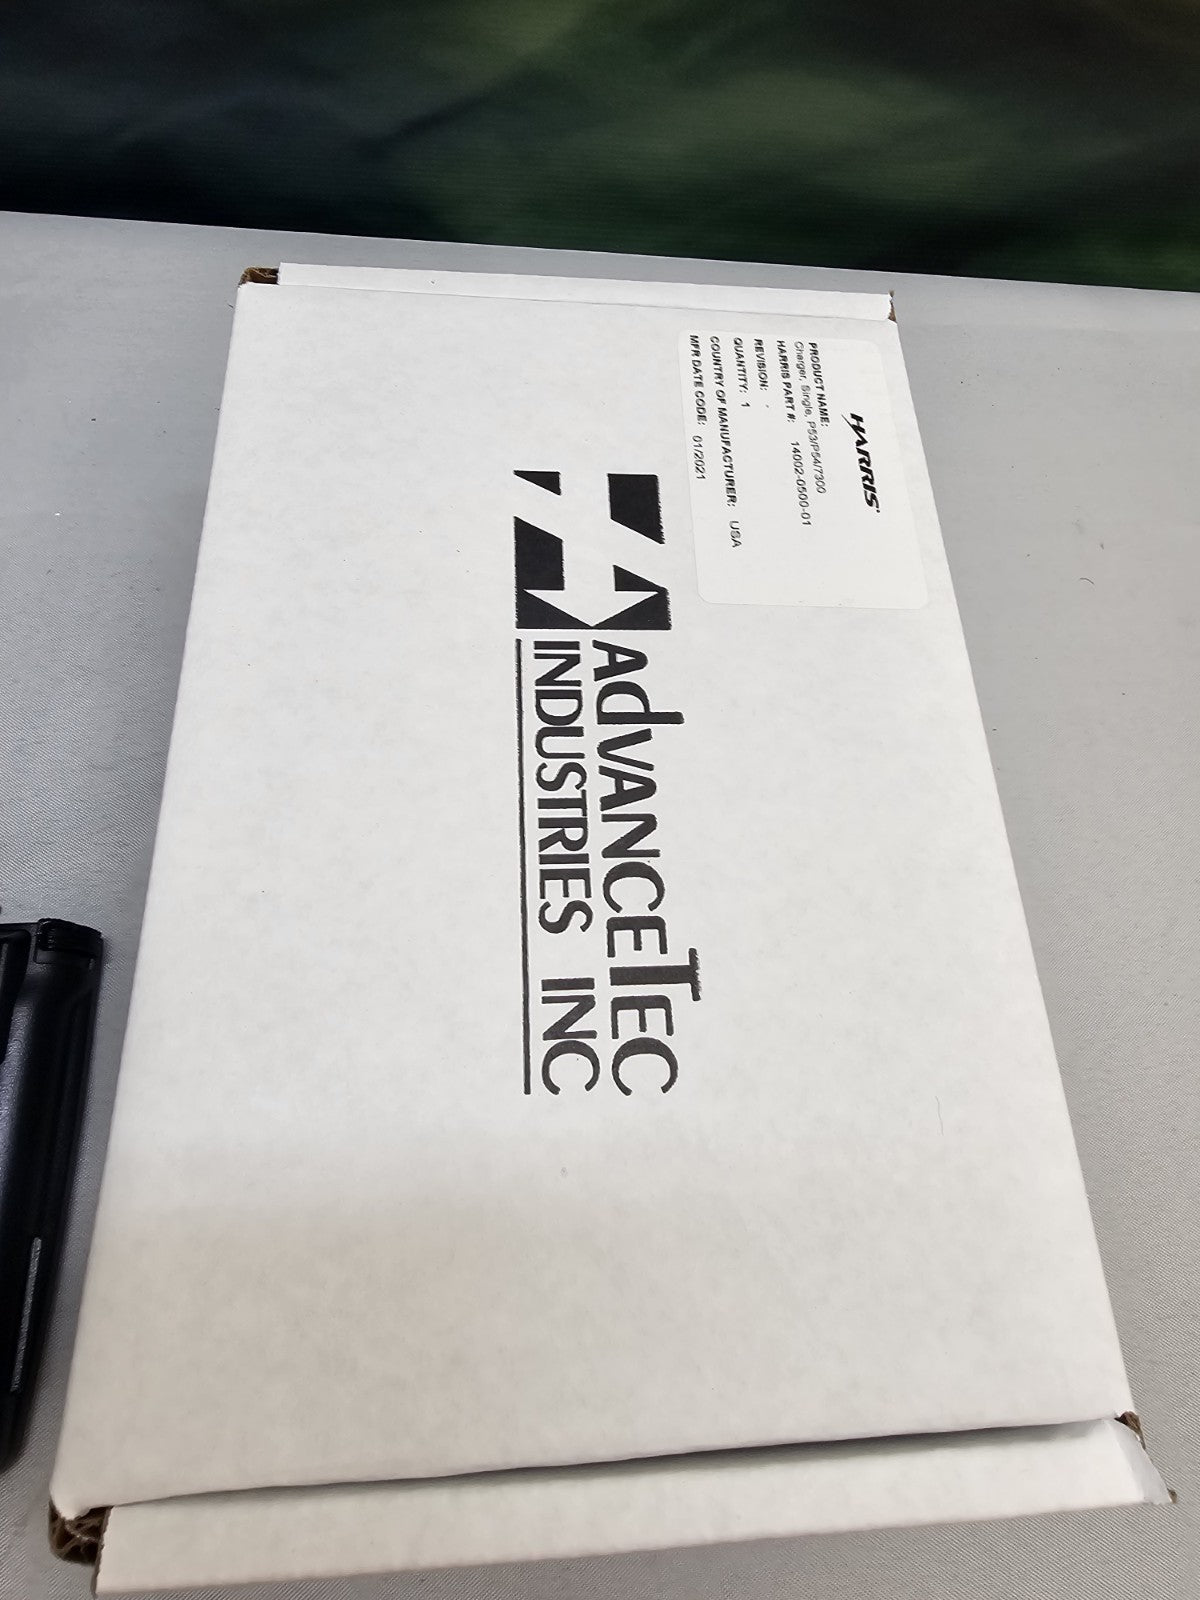 HARRIS
PRODUCT NAME:
Charger, Single, P53/P54/7300
HARRIS PART #: 14002-0500-01
REVISION: -
QUANTITY: 1
COUNTRY OF MANUFACTURER: USA
MFR DATE CODE: 01/2021
AdVANCETEC
INDUSTRIES INC